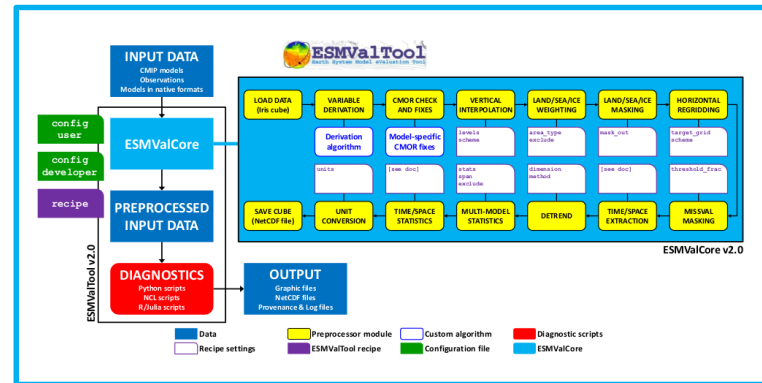 ESMValTool
Earth System Model eValuation Tool
INPUT DATA
CMIP models
Observations
Models in native formats
config
user
config
developer
recipe
ESMValCore
PREPROCESSED
INPUT DATA
DIAGNOSTICS
Python scripts
NCL scripts
R/Julia scripts
ESMValTool v2.0
OUTPUT
Graphic files
NetCDF files
Provenance & Log files
LOAD DATA
(Iris cube)
VARIABLE
DERIVATION
CMOR CHECK
AND FIXES
VERTICAL
INTERPOLATION
LAND/SEA/ICE
WEIGHTING
LAND/SEA/ICE
MASKING
HORIZONTAL
REGRIDDING
Derivation
algorithm
Model-specific
CMOR fixes
levels
scheme
area_type
exclude
mask_out
target_grid
scheme
units
[see doc]
stats
span
exclude
dimension
method
[see doc]
threshold_frac
SAVE CUBE
(NetCDF file)
UNIT
CONVERSION
TIME/SPACE
STATISTICS
MULTI-MODEL
STATISTICS
DETREND
TIME/SPACE
EXTRACTION
MISSVAL
MASKING
ESMValCore v2.0
Data
Preprocessor module
Custom algorithm
Diagnostic scripts
Recipe settings
ESMValTool recipe
Configuration file
ESMValCore